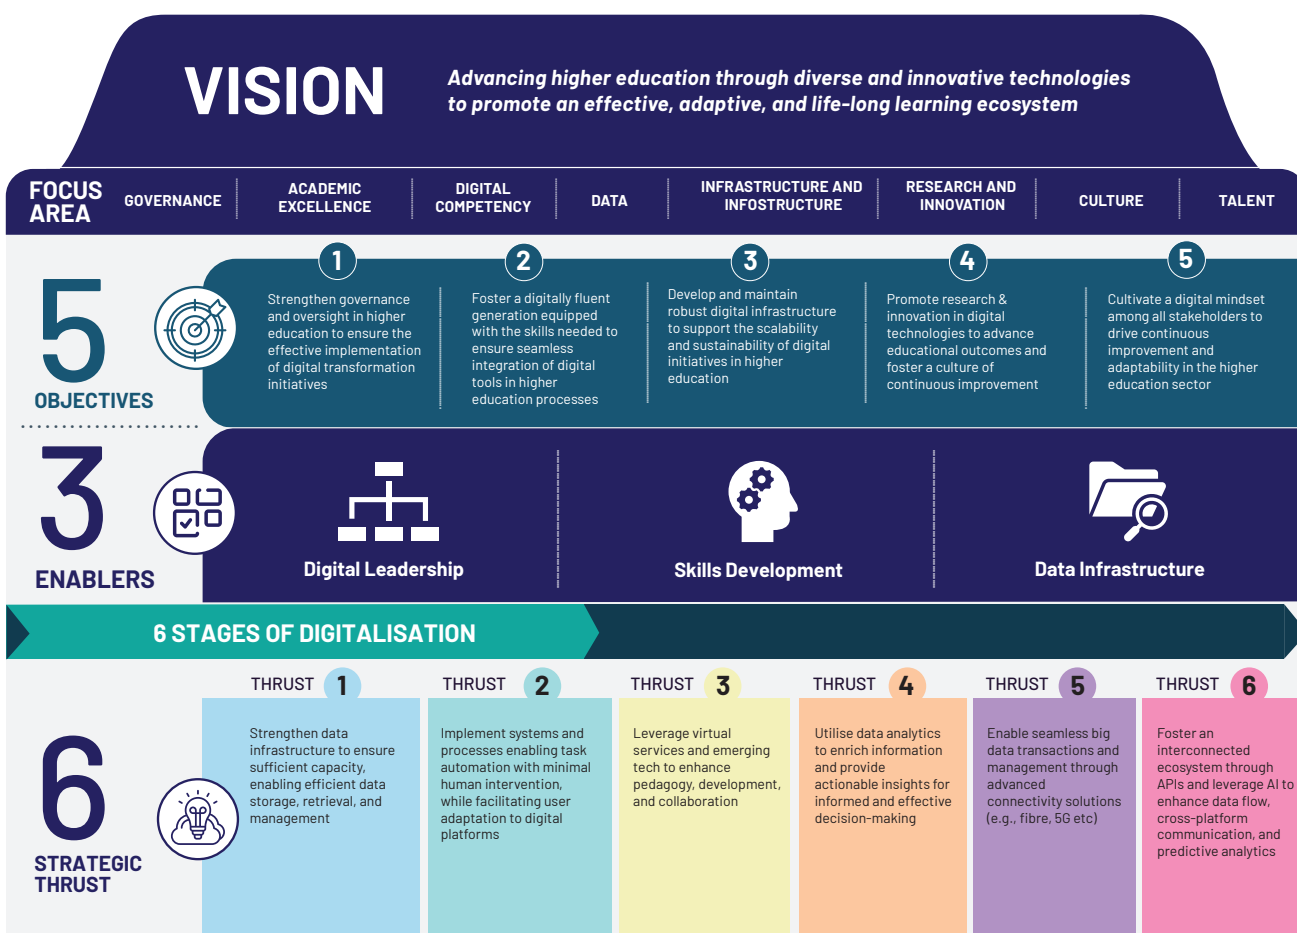 VISION
Advancing higher education through diverse and innovative technologies
to promote an effective, adaptive, and life-long learning ecosystem
FOCUS
AREA
GOVERNANCE
ACADEMIC
EXCELLENCE
DIGITAL
COMPETENCY
DATA
INFRASTRUCTURE AND
INFOSTRUCTURE
RESEARCH AND
INNOVATION
CULTURE
TALENT
5
OBJECTIVES
1
Strengthen governance
and oversight in higher
education to ensure the
effective implementation
of digital transformation
initiatives
2
Foster a digitally fluent
generation equipped
with the skills needed to
ensure seamless
integration of digital
tools in higher
education processes
3
Develop and maintain
robust digital infrastructure
to support the scalability
and sustainability of digital
initiatives in higher
education
4
Promote research &
innovation in digital
technologies to advance
educational outcomes and
foster a culture of
continuous improvement
5
Cultivate a digital mindset
among all stakeholders to
drive continuous
improvement and
adaptability in the higher
education sector
3
ENABLERS
Digital Leadership
Skills Development
Data Infrastructure
6 STAGES OF DIGITALISATION
6
STRATEGIC
THRUST
THRUST 1
Strengthen data
infrastructure to ensure
sufficient capacity,
enabling efficient data
storage, retrieval, and
management
THRUST 2
Implement systems and
processes enabling task
automation with minimal
human intervention,
while facilitating user
adaptation to digital
platforms
THRUST 3
Leverage virtual
services and emerging
tech to enhance
pedagogy, development,
and collaboration
THRUST 4
Utilise data analytics
to enrich information
and provide
actionable insights for
informed and effective
decision-making
THRUST 5
Enable seamless big
data transactions and
management through
advanced
connectivity solutions
(e.g., fibre, 5G etc)
THRUST 6
Foster an
interconnected
ecosystem through
APIs and leverage AI to
enhance data flow,
cross-platform
communication, and
predictive analytics